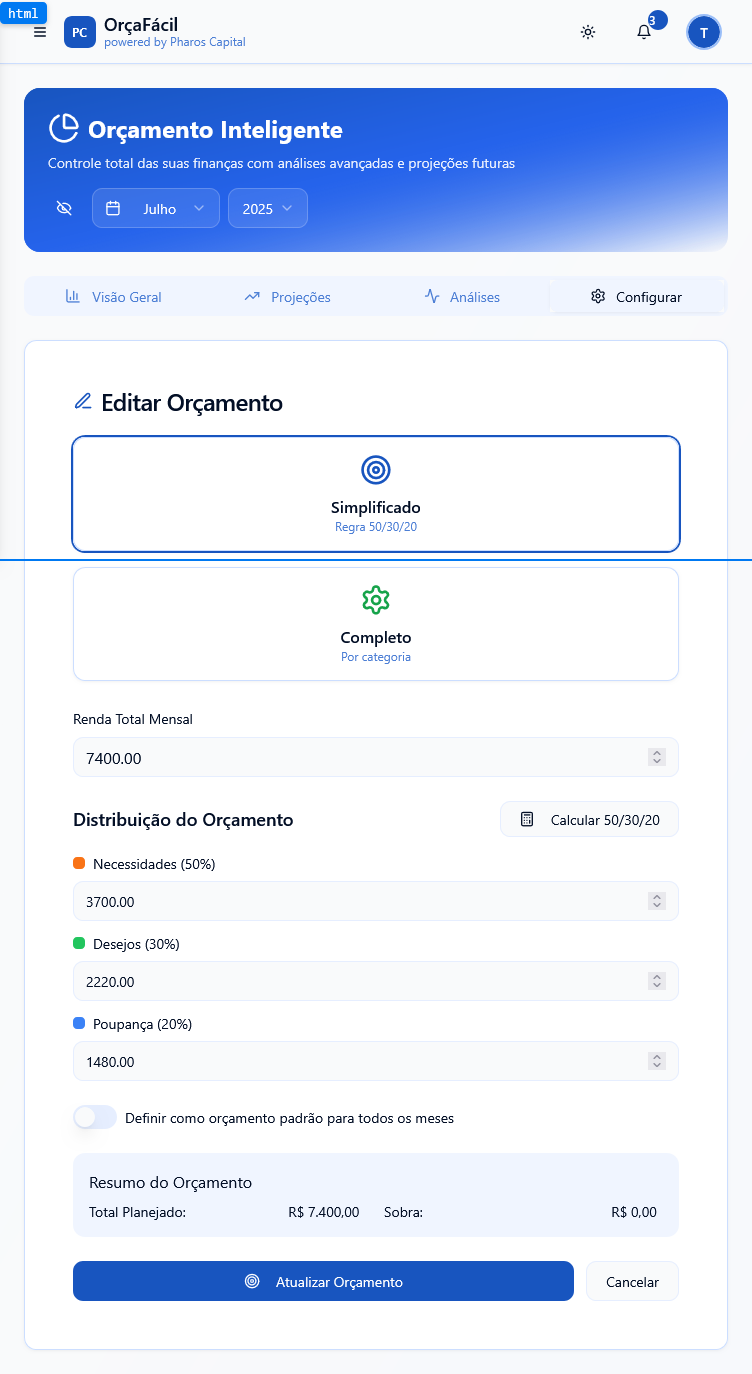 html
PC
OrçaFácil
powered by Pharos Capital
3
T
Orçamento Inteligente
Controle total das suas finanças com análises avançadas e projeções futuras
Julho
2025
Visão Geral
Projeções
Análises
Configurar
Editar Orçamento
Simplificado
Regra 50/30/20
Completo
Por categoria
Renda Total Mensal
7400.00
Distribuição do Orçamento
Calcular 50/30/20
Necessidades (50%)
3700.00
Desejos (30%)
2220.00
Poupança (20%)
1480.00
Definir como orçamento padrão para todos os meses
Resumo do Orçamento
Total Planejado: R$ 7.400,00 Sobra: R$ 0,00
Atualizar Orçamento
Cancelar